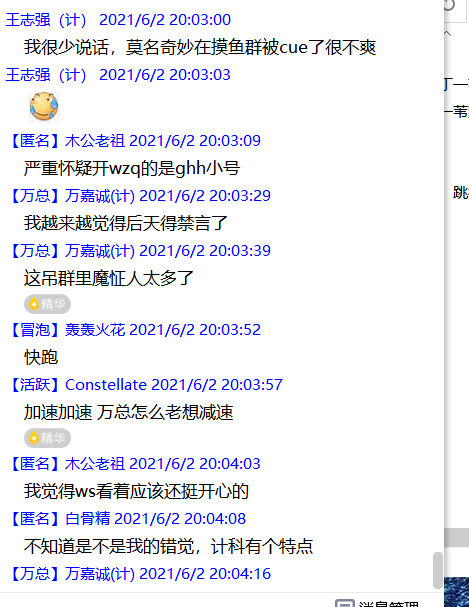 王志强（计） 2021/6/2 20:03:00
我很少说话，莫名奇妙在摸鱼群被cue了很不爽
王志强（计） 2021/6/2 20:03:03
【匿名】木公老祖 2021/6/2 20:03:09
严重怀疑开wzq的是ghh小号
【万总】万嘉诚(计) 2021/6/2 20:03:29
我越来越觉得后天得禁言了
【万总】万嘉诚(计) 2021/6/2 20:03:39
这吊群里魔怔人太多了
精华
【冒泡】轰轰火花 2021/6/2 20:03:52
快跑
【活跃】Constellate 2021/6/2 20:03:57
加速加速 万总怎么老想减速
精华
【匿名】木公老祖 2021/6/2 20:04:03
我觉得ws看着应该还挺开心的
【匿名】白骨精 2021/6/2 20:04:08
不知道是不是我的错觉，计科有个特点
【万总】万嘉诚(计) 2021/6/2 20:04:16
消息管理
丁一
一苇
跳